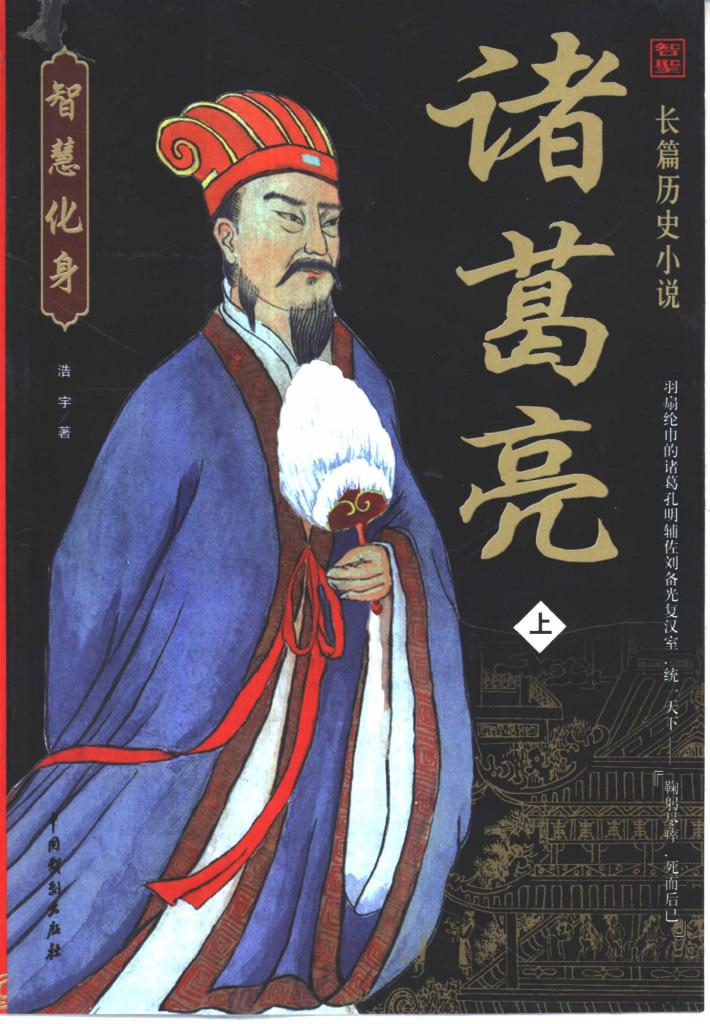 智聖
长篇历史小说
诸葛亮
上
羽扇纶巾的诸葛孔明辅佐刘备光复汉室，统一天下——
『鞠躬尽瘁，死而后已』
智慧化身
浩宇/著
中国戏剧出版社